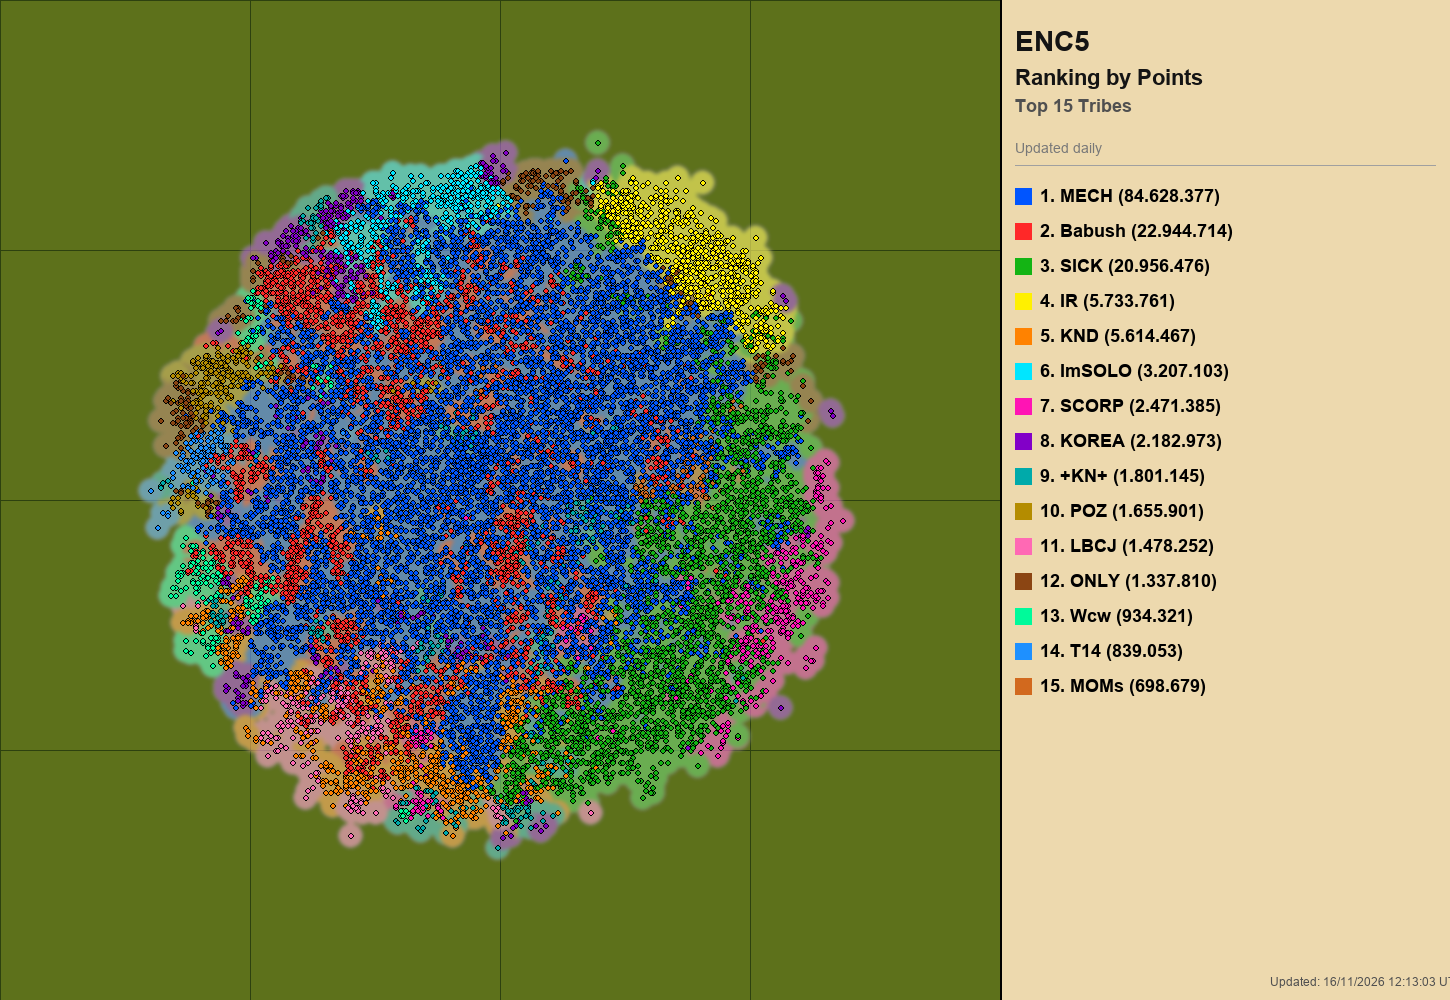 ENC5
Ranking by Points
Top 15 Tribes
Updated daily
1. MECH (84.628.377)
2. Babush (22.944.714)
3. SICK (20.956.476)
4. IR (5.733.761)
5. KND (5.614.467)
6. ImSOLO (3.207.103)
7. SCORP (2.471.385)
8. KOREA (2.182.973)
9. +KN+ (1.801.145)
10. POZ (1.655.901)
11. LBCJ (1.478.252)
12. ONLY (1.337.810)
13. Wcw (934.321)
14. T14 (839.053)
15. MOMs (698.679)
Updated: 16/11/2026 12:13:03 U